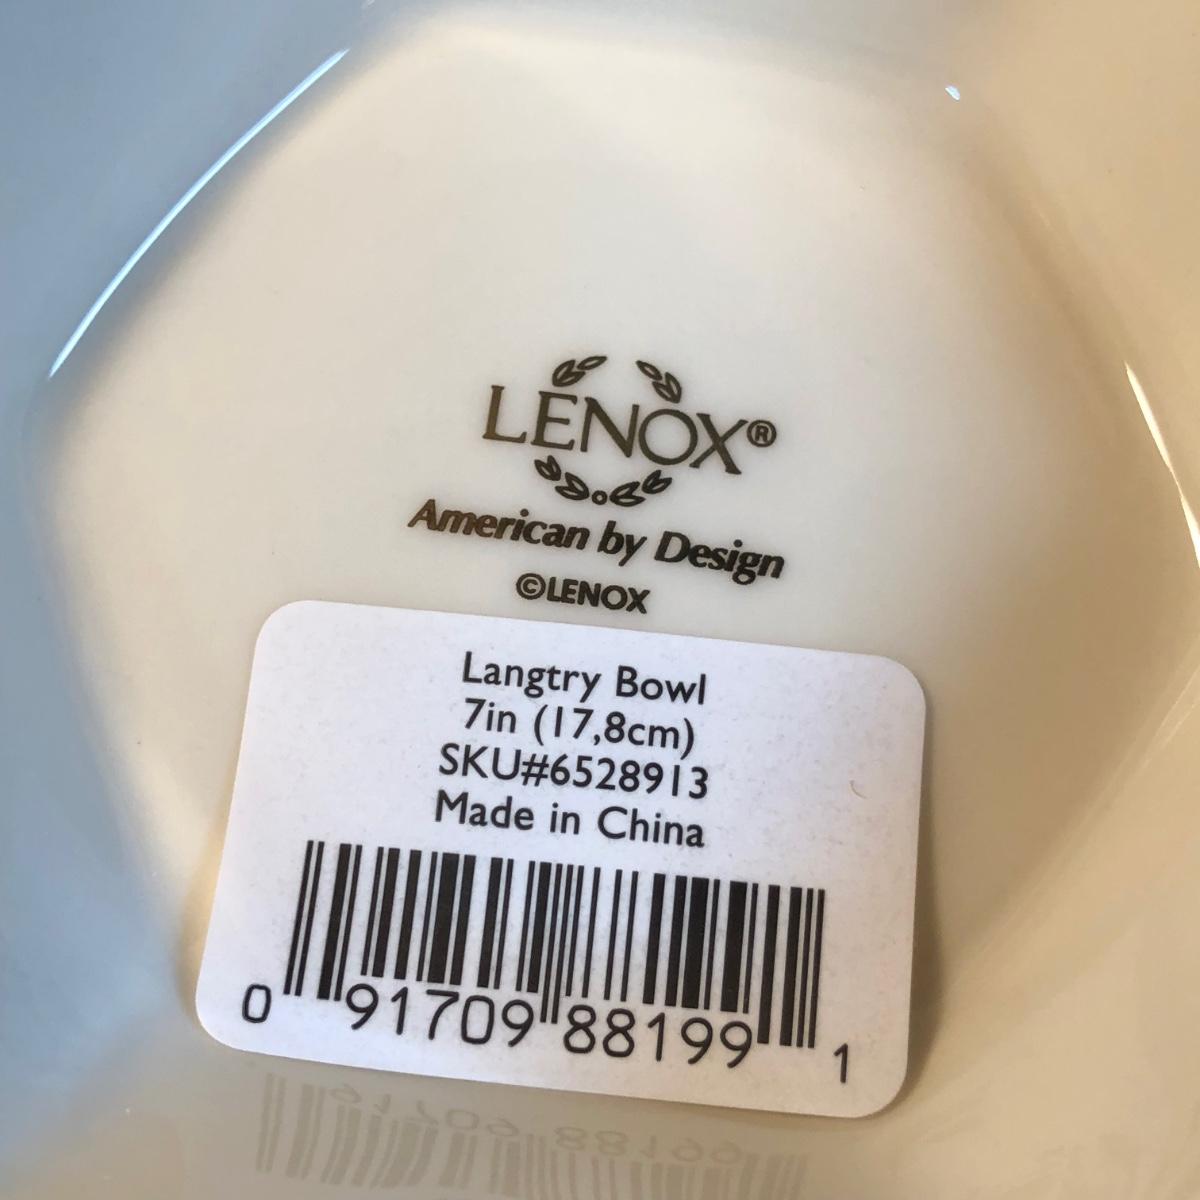 LENOX®
American by Design
©LENOX
Langtry Bowl
7in (17,8cm)
SKU#6528913
Made in China
0 91709 88199 1